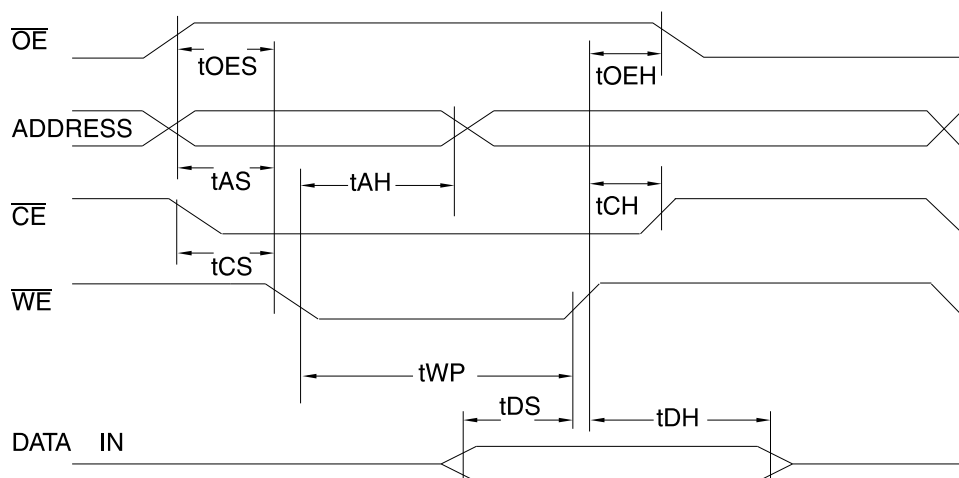 OE
tOES
tOEH
ADDRESS
tAS
tAH
tCH
CE
tCS
WE
tWP
tDS
tDH
DATA IN